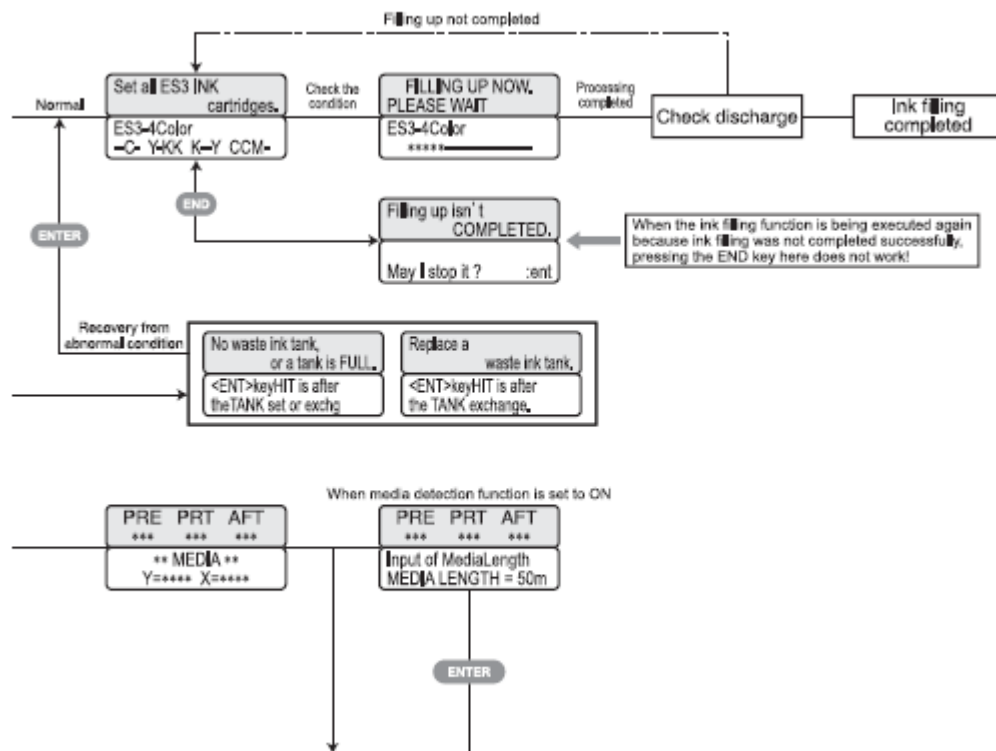 Filling up not completed
Normal
Set all ES3 INK
cartridges.
ES3-4Color
-C- Y-KK K--Y CCM-
Check the
condition
FILLING UP NOW.
PLEASE WAIT
ES3-4Color
*****
Processing
completed
Check discharge
Ink filling
completed
END
ENTER
Filling up isn't
COMPLETED.
May I stop it ? :ent
When the ink filling function is being executed again
because ink filling was not completed successfully,
pressing the END key here does not work!
Recovery from
abnormal condition
No waste ink tank,
or a tank is FULL.
<ENT>keyHIT is after
theTANK set or exchg
Replace a
waste ink tank.
<ENT>keyHIT is after
the TANK exchange.
When media detection function is set to ON
PRE PRT AFT
*** *** ***
** MEDIA **
Y=**** X=****
PRE PRT AFT
*** *** ***
Input of MediaLength
MEDIA LENGTH = 50m
ENTER